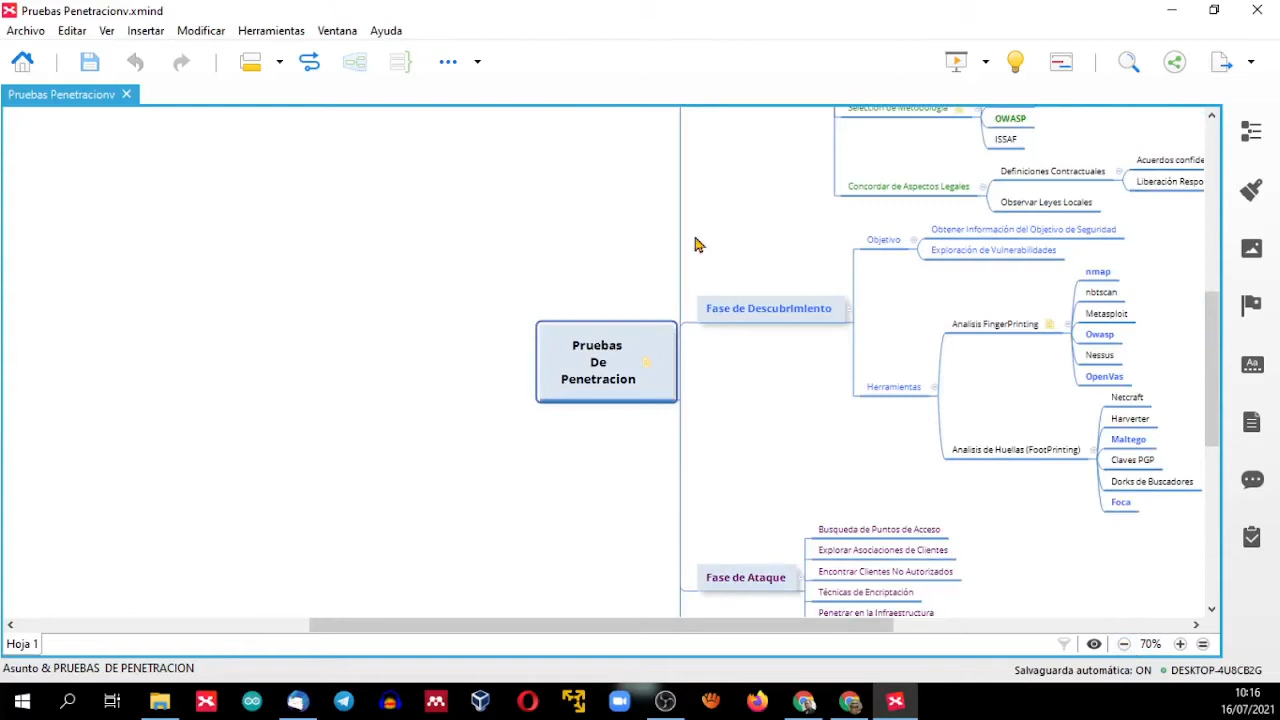 Pruebas Penetracionv.xmind
Archivo Editar Ver Insertar Modificar Herramientas Ventana Ayuda
Pruebas Penetracionv
Selección de Metodología
OWASP
ISSAF
Concordar de Aspectos Legales
Definiciones Contractuales
Acuerdos confide
Liberación Respo
Observar Leyes Locales
Objetivo
Obtener Información del Objetivo de Seguridad
Exploración de Vulnerabilidades
Fase de Descubrimiento
Herramientas
Analisis FingerPrinting
nmap
nbtscan
Metasploit
Owasp
Nessus
OpenVas
Analisis de Huellas (FootPrinting)
Netcraft
Harverter
Maltego
Claves PGP
Dorks de Buscadores
Foca
Pruebas
De
Penetracion
Fase de Ataque
Busqueda de Puntos de Acceso
Explorar Asociaciones de Clientes
Encontrar Clientes No Autorizados
Técnicas de Encriptación
Penetrar en la Infraestructura
Hoja 1
70%
Asunto & PRUEBAS DE PENETRACION
Salvaguarda automática: ON DESKTOP-4U8CB2G
10:16
16/07/2021